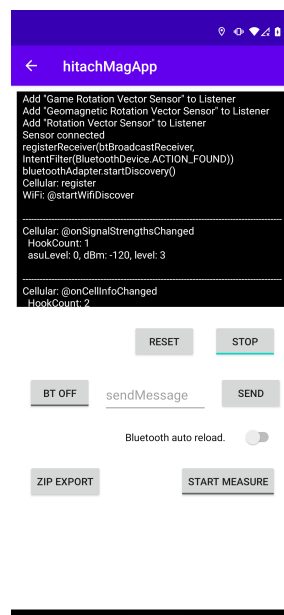 hitachMagApp
Add "Game Rotation Vector Sensor" to Listener
Add "Geomagnetic Rotation Vector Sensor" to Listener
Add "Rotation Vector Sensor" to Listener
Sensor connected
registerReceiver(btBroadcastReceiver,
IntentFilter(BluetoothDevice.ACTION_FOUND))
bluetoothAdapter.startDiscovery()
Cellular: register
WiFi: @startWifiDiscover
--------------------------------------------------------------------------------
Cellular: @onSignalStrengthsChanged
HookCount: 1
asuLevel: 0, dBm: -120, level: 3
--------------------------------------------------------------------------------
Cellular: @onCellInfoChanged
HookCount: 2
RESET STOP
BT OFF sendMessage SEND
Bluetooth auto reload.
ZIP EXPORT START MEASURE